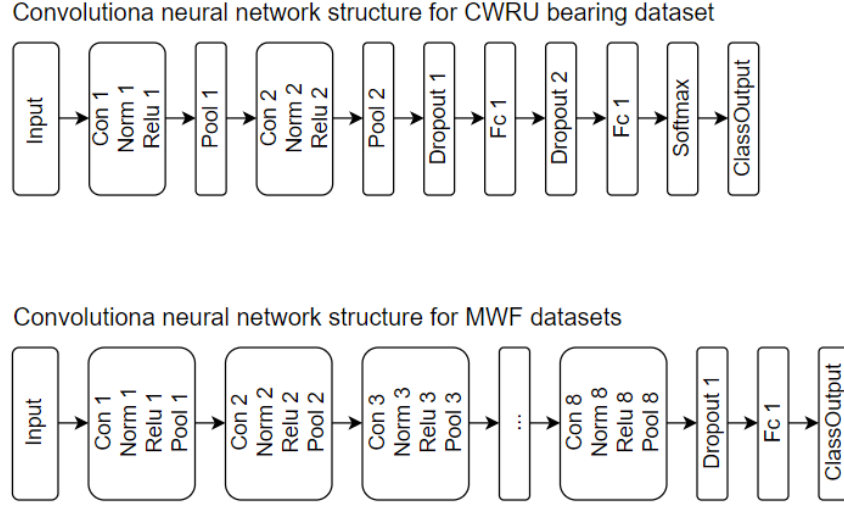 Convolutiona neural network structure for CWRU bearing dataset
Input
Con 1
Norm 1
Relu 1
Pool 1
Con 2
Norm 2
Relu 2
Pool 2
Dropout 1
Fc 1
Dropout 2
Fc 1
Softmax
ClassOutput
Convolutiona neural network structure for MWF datasets
Input
Con 1
Norm 1
Relu 1
Pool 1
Con 2
Norm 2
Relu 2
Pool 2
Con 3
Norm 3
Relu 3
Pool 3
...
Con 8
Norm 8
Relu 8
Pool 8
Dropout 1
Fc 1
ClassOutput